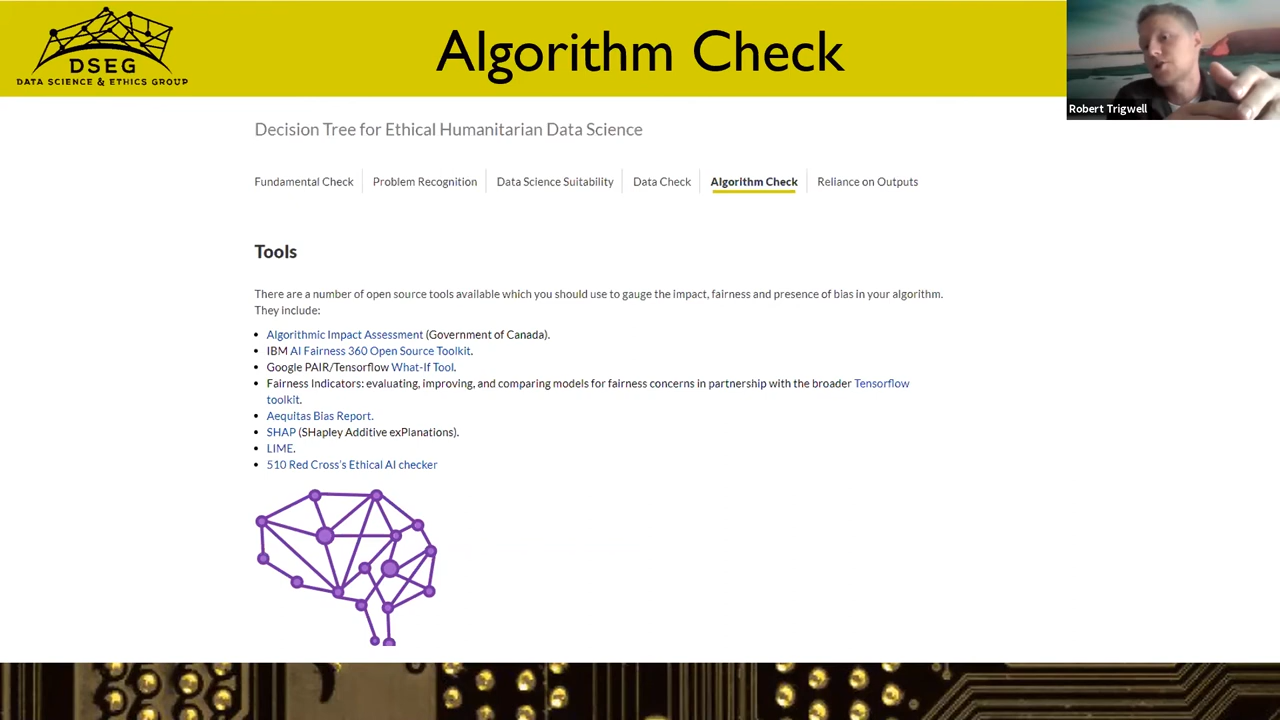 DSEG
DATA SCIENCE & ETHICS GROUP
Algorithm Check
Robert Trigwell
Decision Tree for Ethical Humanitarian Data Science
Fundamental Check
Problem Recognition
Data Science Suitability
Data Check
Algorithm Check
Reliance on Outputs
Tools
There are a number of open source tools available which you should use to gauge the impact, fairness and presence of bias in your algorithm.
They include:
Algorithmic Impact Assessment (Government of Canada).
IBM AI Fairness 360 Open Source Toolkit.
Google PAIR/Tensorflow What-If Tool.
Fairness Indicators: evaluating, improving, and comparing models for fairness concerns in partnership with the broader Tensorflow
toolkit.
Aequitas Bias Report.
SHAP (SHapley Additive exPlanations).
LIME.
510 Red Cross's Ethical AI checker